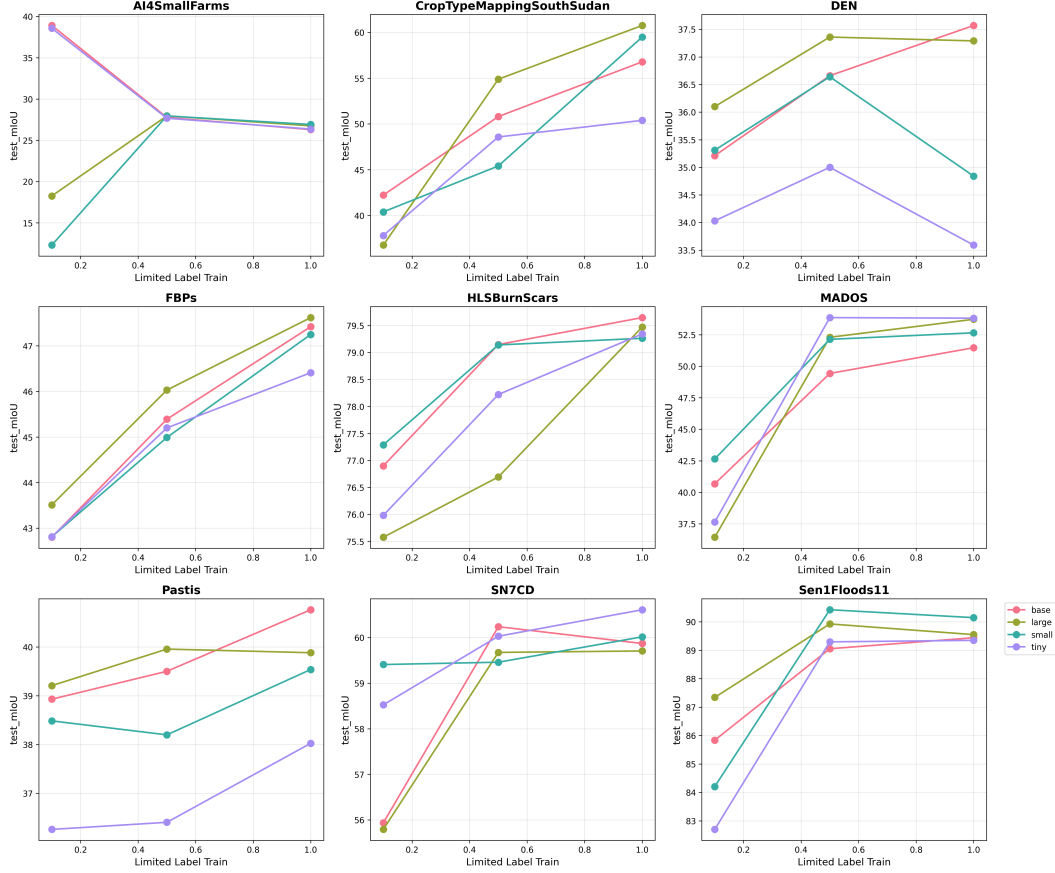 AI4SmallFarms
CropTypeMappingSouthSudan
DEN
test_mIoU
40
35
30
25
20
15
0.2 0.4 0.6 0.8 1.0
Limited Label Train
test_mIoU
60
55
50
45
40
0.2 0.4 0.6 0.8 1.0
Limited Label Train
test_mIoU
37.5
37.0
36.5
36.0
35.5
35.0
34.5
34.0
33.5
0.2 0.4 0.6 0.8 1.0
Limited Label Train
FBPs
HLSBurnScars
MADOS
test_mIoU
47
46
45
44
43
0.2 0.4 0.6 0.8 1.0
Limited Label Train
test_mIoU
79.5
79.0
78.5
78.0
77.5
77.0
76.5
76.0
75.5
0.2 0.4 0.6 0.8 1.0
Limited Label Train
test_mIoU
52.5
50.0
47.5
45.0
42.5
40.0
37.5
0.2 0.4 0.6 0.8 1.0
Limited Label Train
Pastis
SN7CD
Sen1Floods11
test_mIoU
40
39
38
37
0.2 0.4 0.6 0.8 1.0
Limited Label Train
test_mIoU
60
59
58
57
56
0.2 0.4 0.6 0.8 1.0
Limited Label Train
test_mIoU
90
89
88
87
86
85
84
83
0.2 0.4 0.6 0.8 1.0
Limited Label Train
base
large
small
tiny